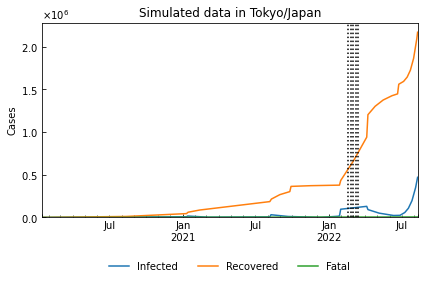 Simulated data in Tokyo/Japan
×10⁶
Cases
2.0
1.5
1.0
0.5
0.0
Jul Jan Jul Jan Jul
2021 2022
Infected Recovered Fatal